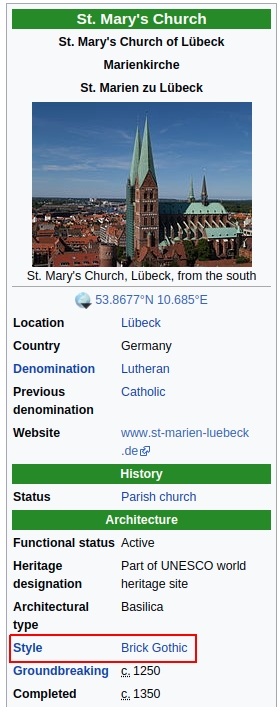 St. Mary's Church
St. Mary's Church of Lübeck
Marienkirche
St. Marien zu Lübeck
St. Mary's Church, Lübeck, from the south
53.8677°N 10.685°E
Location Lübeck
Country Germany
Denomination Lutheran
Previous Catholic
denomination
Website www.st-marien-luebeck
.de
History
Status Parish church
Architecture
Functional status Active
Heritage Part of UNESCO world
designation heritage site
Architectural Basilica
type
Style Brick Gothic
Groundbreaking c. 1250
Completed c. 1350